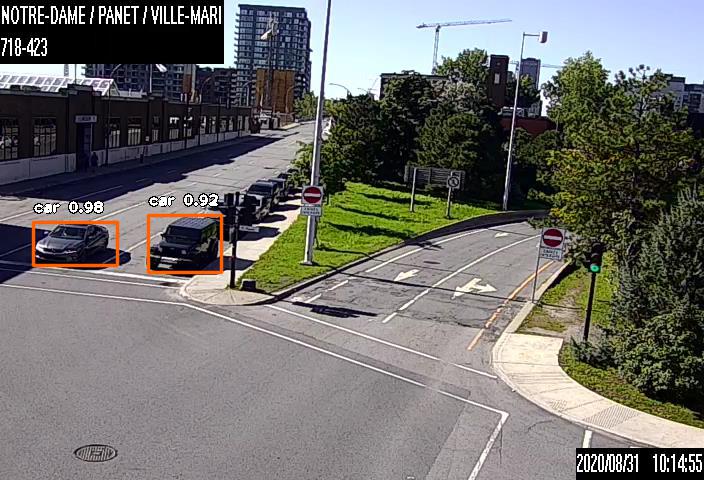 NOTRE-DAME / PANET / VILLE-MARI
718-423
car 0.98
car 0.92
2020/08/31 10:14:55